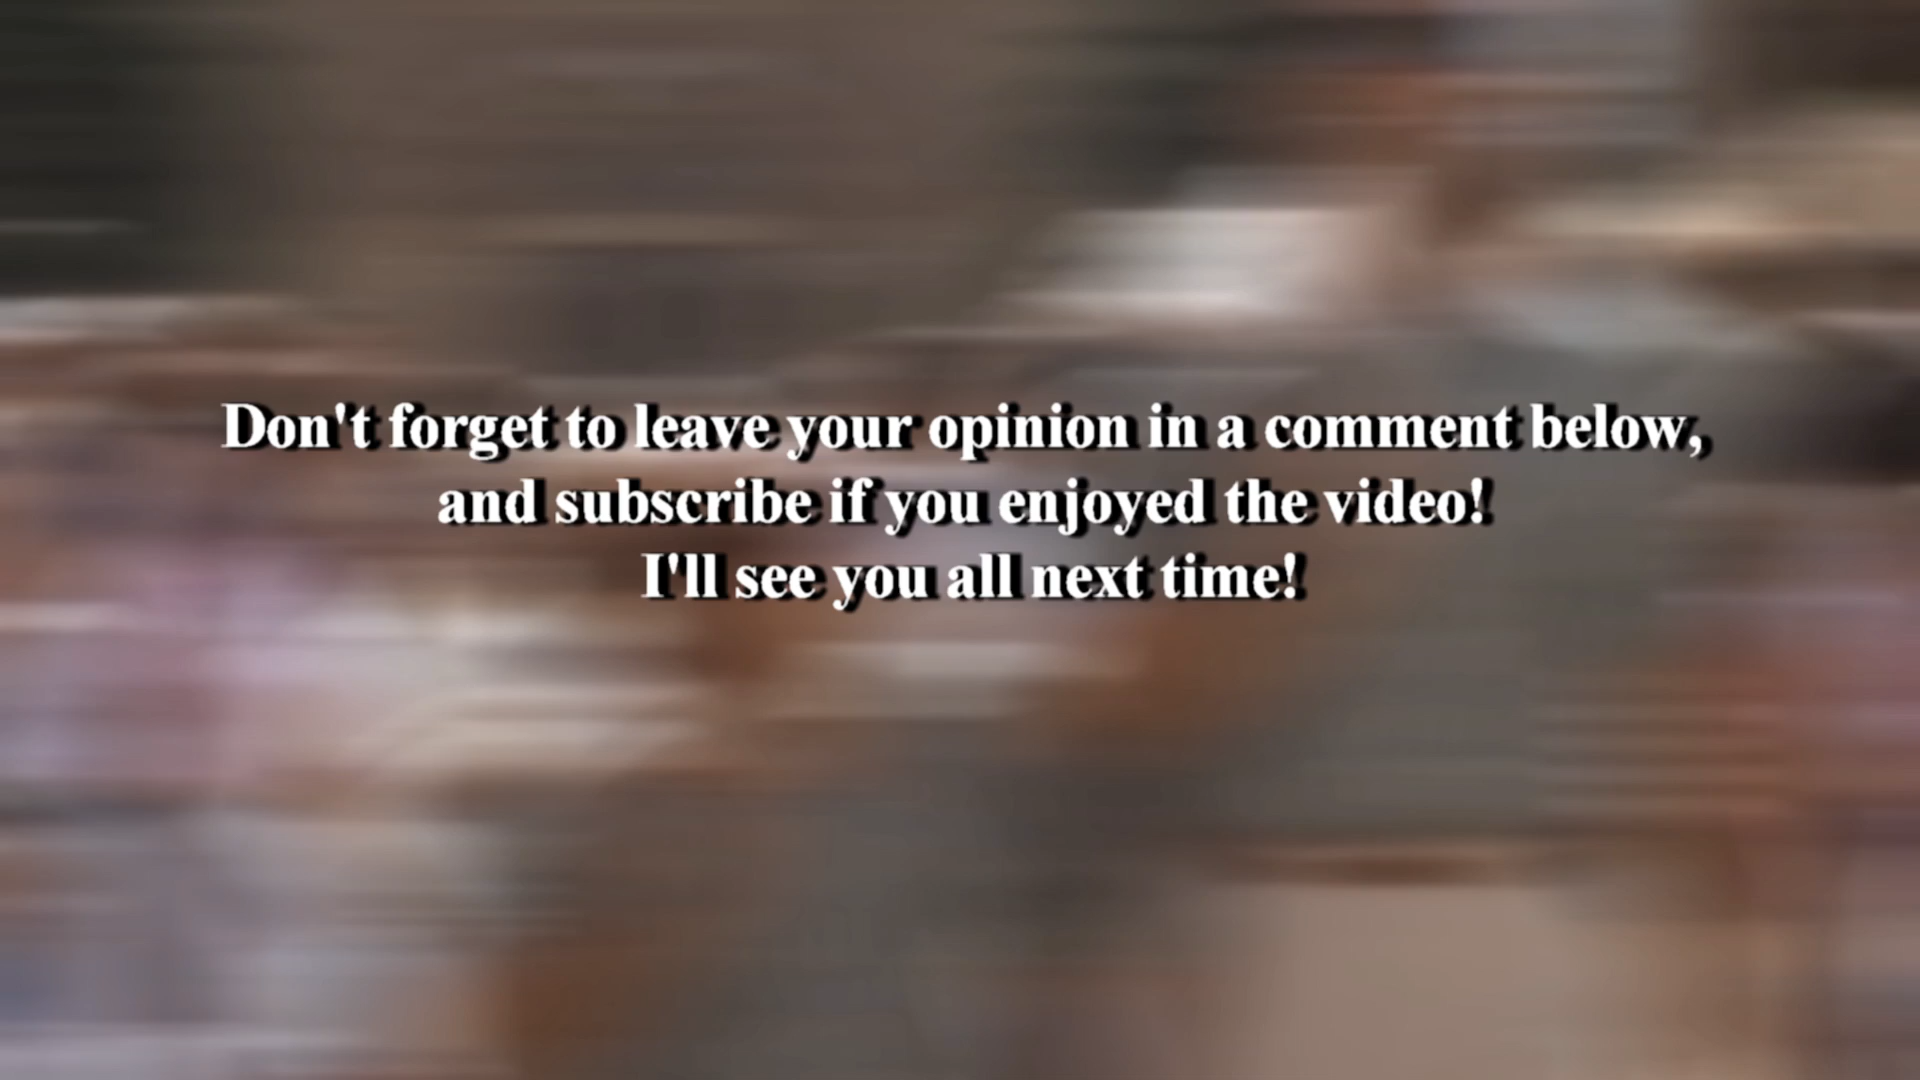 Don't forget to leave your opinion in a comment below,
and subscribe if you enjoyed the video!
I'll see you all next time!